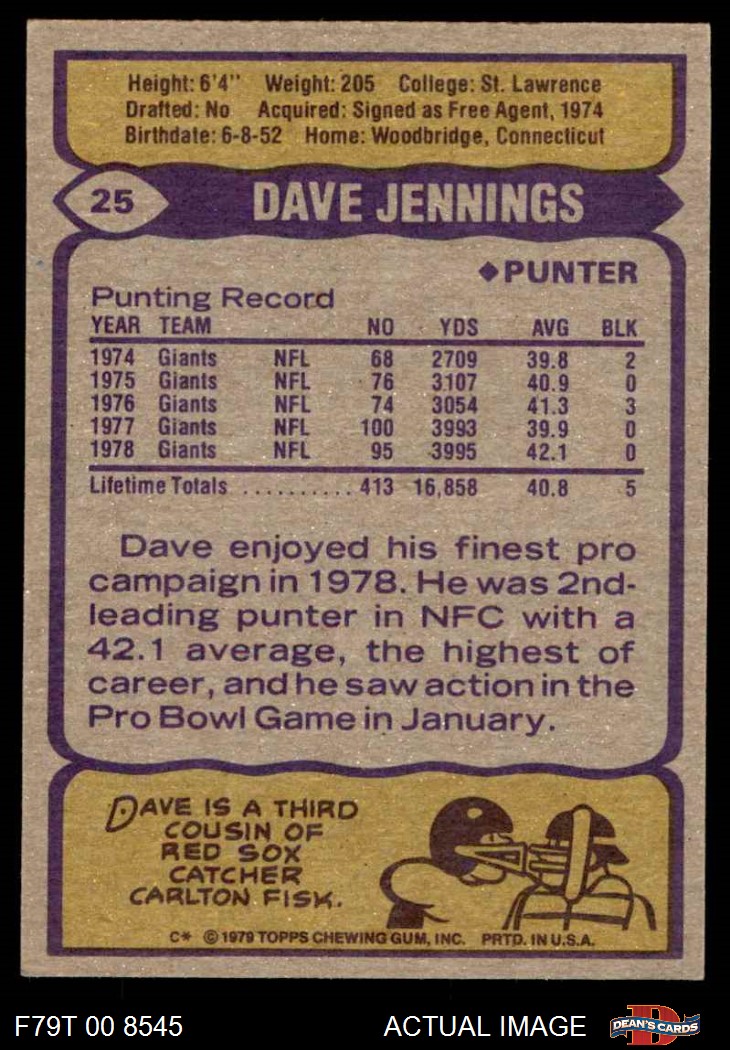 Height: 6'4" Weight: 205 College: St. Lawrence
Drafted: No Acquired: Signed as Free Agent, 1974
Birthdate: 6-8-52 Home: Woodbridge, Connecticut
25 DAVE JENNINGS
◆PUNTER
Punting Record
YEAR TEAM NO YDS AVG BLK
1974 Giants NFL 68 2709 39.8 2
1975 Giants NFL 76 3107 40.9 0
1976 Giants NFL 74 3054 41.3 3
1977 Giants NFL 100 3993 39.9 0
1978 Giants NFL 95 3995 42.1 0
Lifetime Totals .......... 413 16,858 40.8 5
Dave enjoyed his finest pro
campaign in 1978. He was 2nd-
leading punter in NFC with a
42.1 average, the highest of
career, and he saw action in the
Pro Bowl Game in January.
DAVE IS A THIRD
COUSIN OF
RED SOX
CATCHER
CARLTON FISK.
C* © 1979 TOPPS CHEWING GUM, INC. PRTD. IN U.S.A.
F79T 00 8545 ACTUAL IMAGE D DEAN'S CARDS